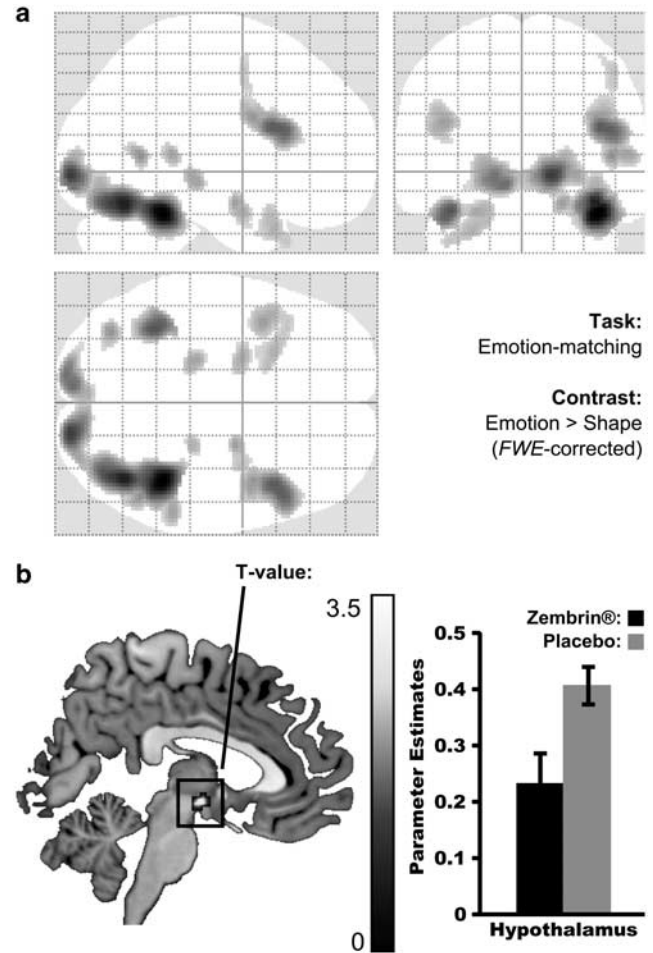 a
Task:
Emotion-matching
Contrast:
Emotion > Shape
(FWE-corrected)
b
T-value:
3.5
0
Zembrin®:
Placebo:
Parameter Estimates
0.5
0.4
0.3
0.2
0.1
0
Hypothalamus